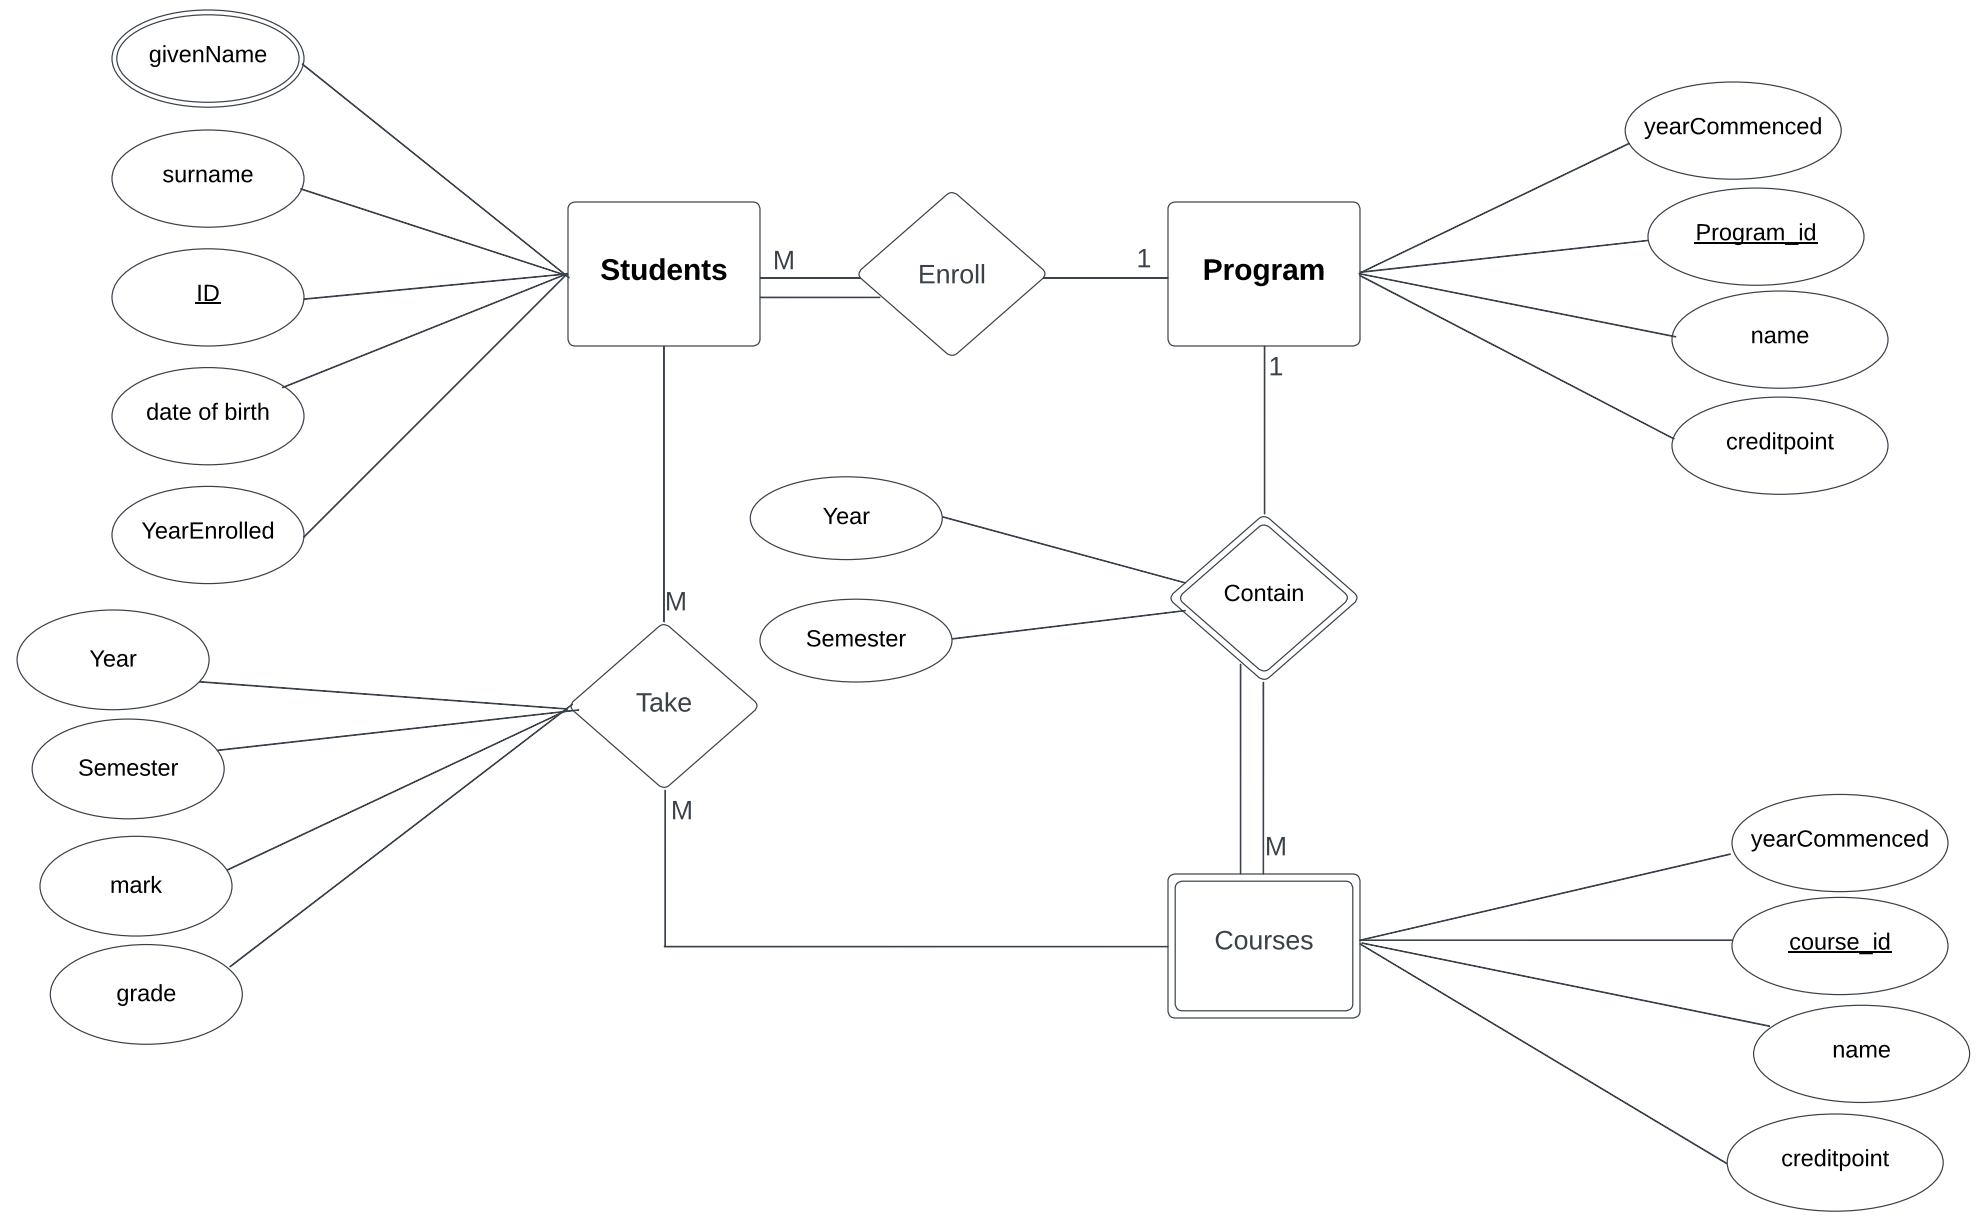 givenName
surname
ID
date of birth
YearEnrolled
Students
M
Enroll
1
Program
yearCommenced
Program_id
name
creditpoint
1
Year
Semester
Contain
M
Take
M
Year
Semester
mark
grade
M
Courses
yearCommenced
course_id
name
creditpoint